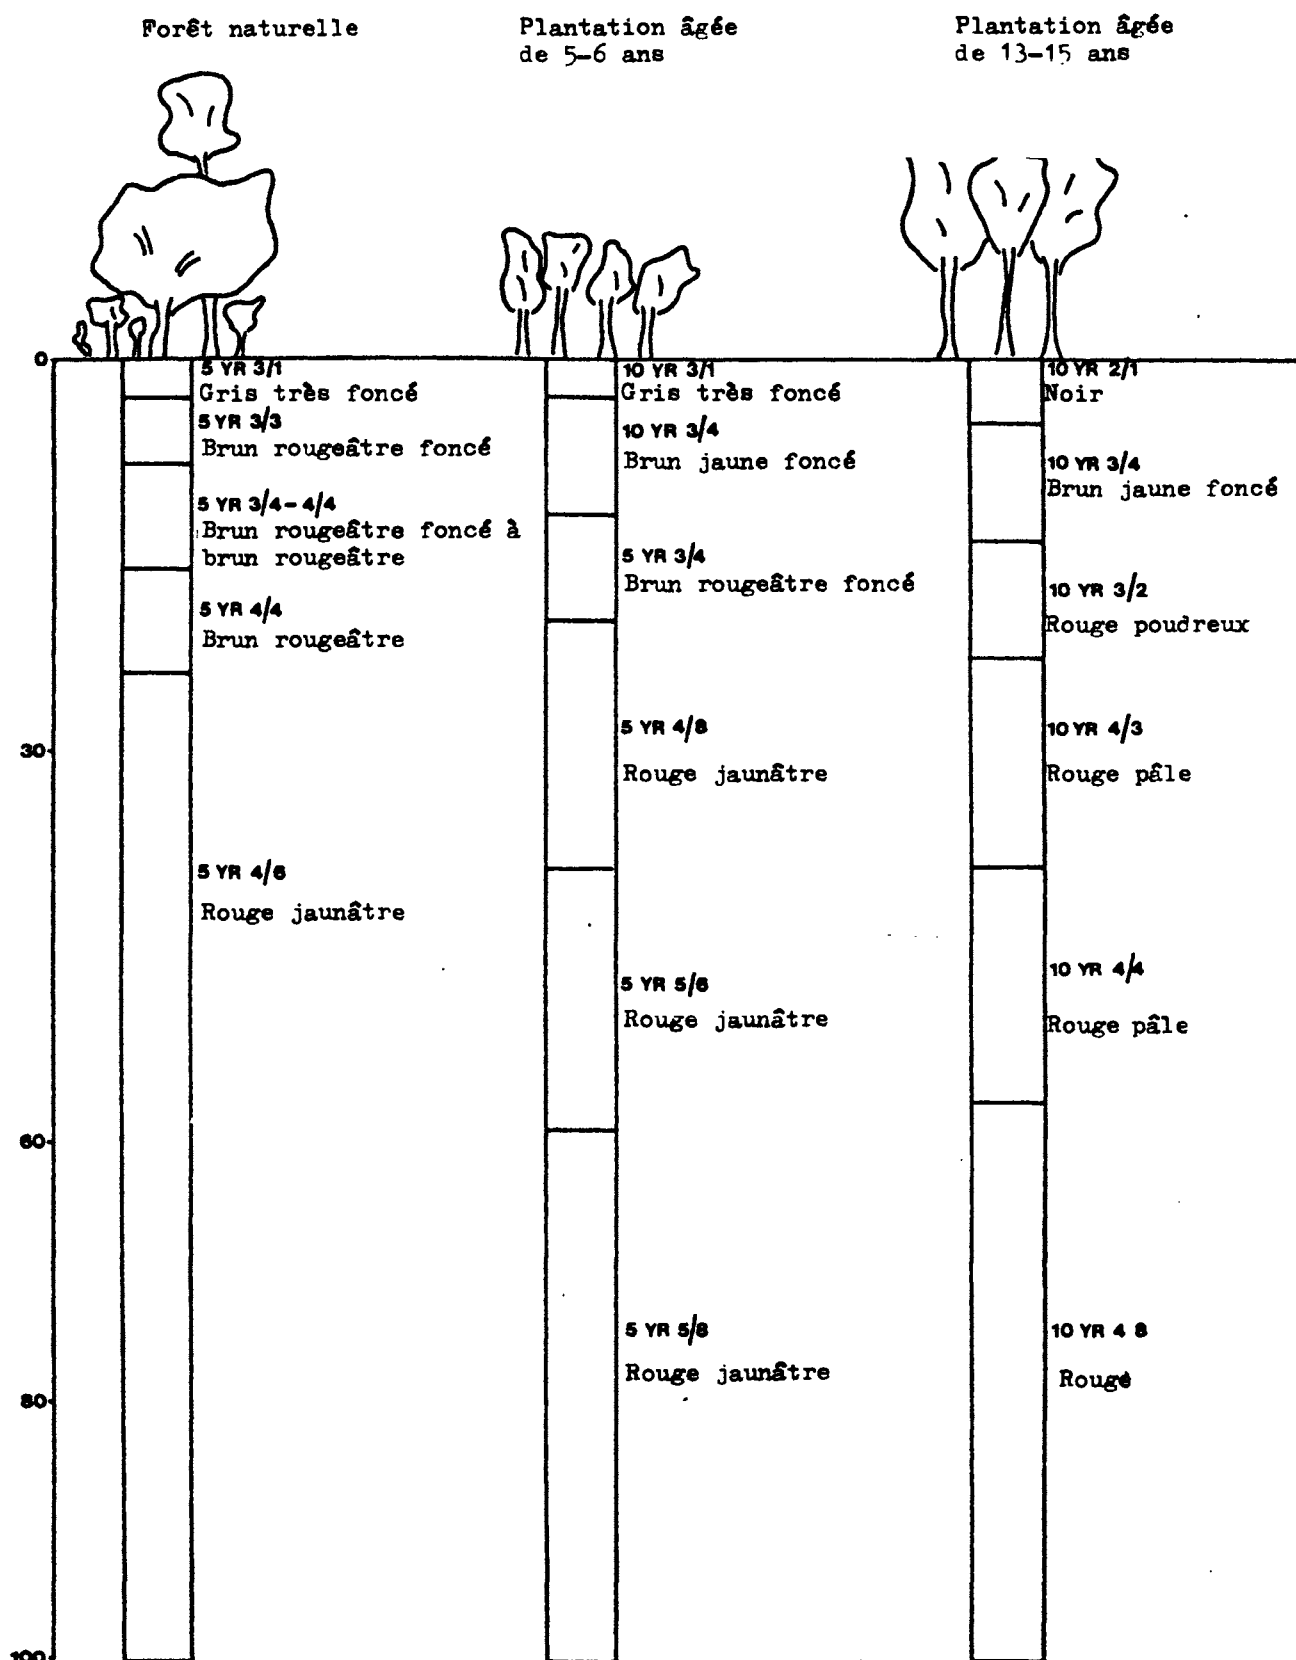 Forêt naturelle
Plantation âgée
de 5-6 ans
Plantation âgée
de 13-15 ans
0
30
60
80
100
5 YR 3/1
Gris très foncé
5 YR 3/3
Brun rougeâtre foncé
5 YR 3/4-4/4
Brun rougeâtre foncé à
brun rougeâtre
5 YR 4/4
Brun rougeâtre
5 YR 4/6
Rouge jaunâtre
10 YR 3/1
Gris très foncé
10 YR 3/4
Brun jaune foncé
5 YR 3/4
Brun rougeâtre foncé
5 YR 4/8
Rouge jaunâtre
5 YR 5/6
Rouge jaunâtre
5 YR 5/8
Rouge jaunâtre
10 YR 2/1
Noir
10 YR 3/4
Brun jaune foncé
10 YR 3/2
Rouge poudreux
10 YR 4/3
Rouge pâle
10 YR 4/4
Rouge pâle
10 YR 4 8
Rouge